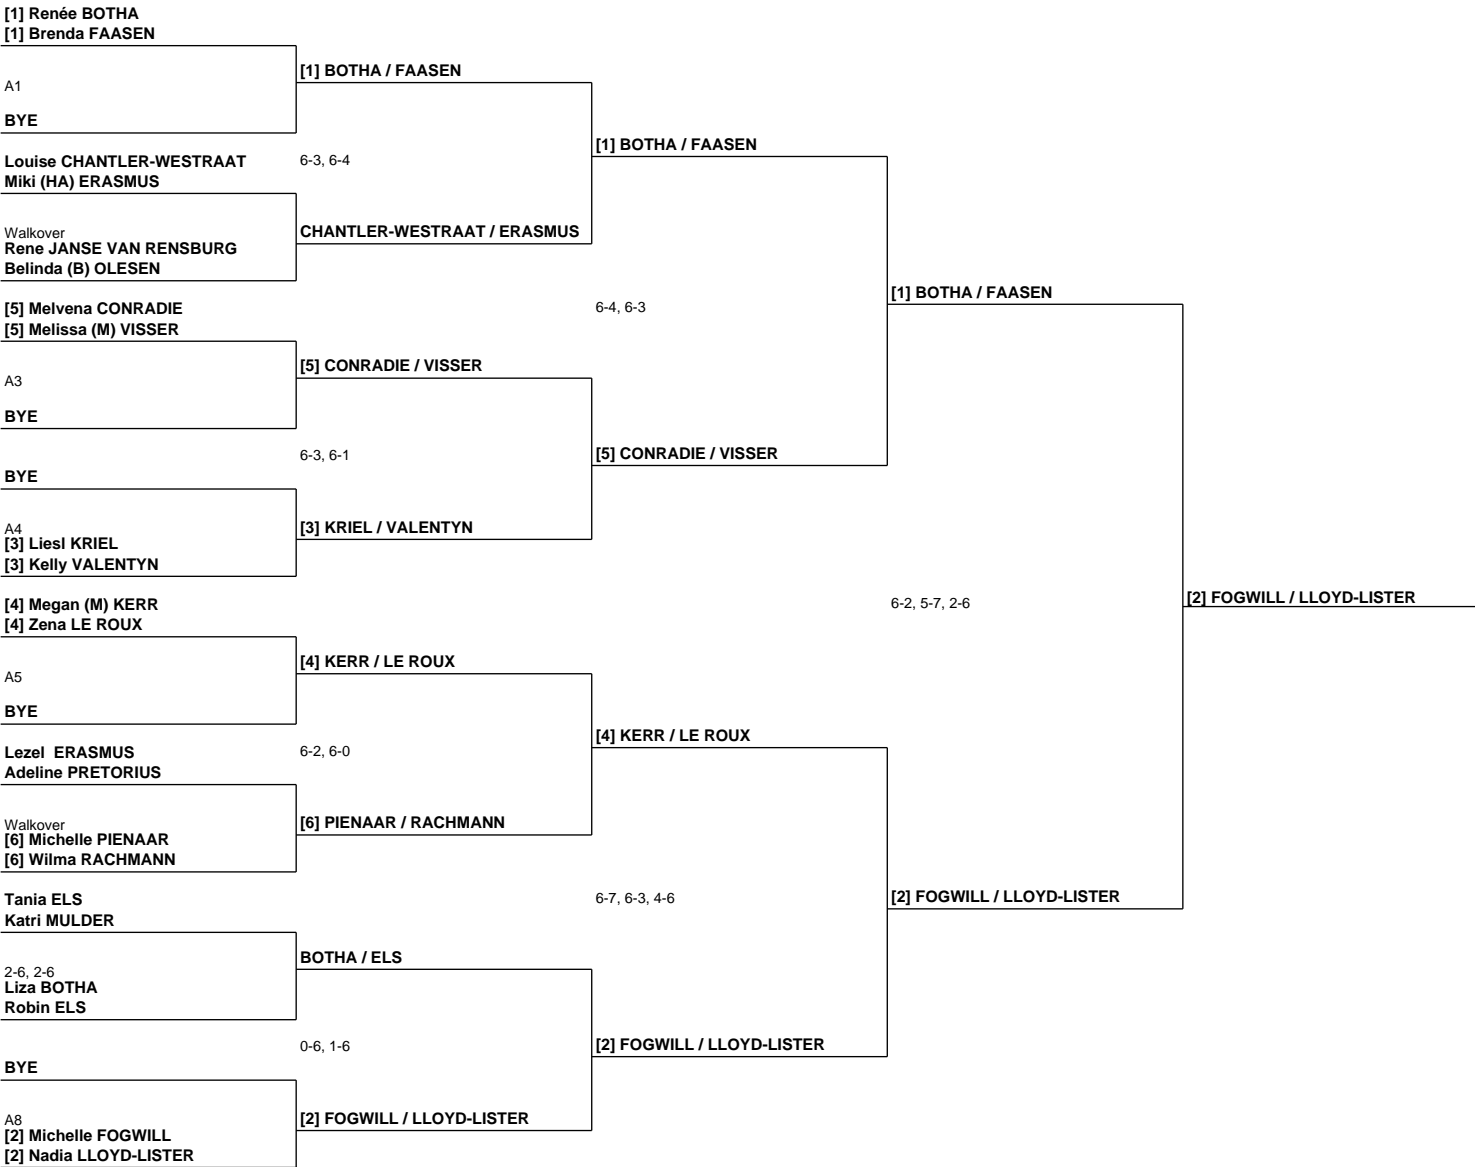 [1] Renée BOTHA
[1] Brenda FAASEN
[1] BOTHA / FAASEN
A1
BYE
[1] BOTHA / FAASEN
Louise CHANTLER-WESTRAAT
6-3, 6-4
Miki (HA) ERASMUS
Walkover
CHANTLER-WESTRAAT / ERASMUS
Rene JANSE VAN RENSBURG
Belinda (B) OLESEN
[1] BOTHA / FAASEN
[5] Melvena CONRADIE
6-4, 6-3
[5] Melissa (M) VISSER
[5] CONRADIE / VISSER
A3
BYE
6-3, 6-1
[5] CONRADIE / VISSER
BYE
A4
[3] KRIEL / VALENTYN
[3] Liesl KRIEL
[3] Kelly VALENTYN
[4] Megan (M) KERR
6-2, 5-7, 2-6
[2] FOGWILL / LLOYD-LISTER
[4] Zena LE ROUX
[4] KERR / LE ROUX
A5
BYE
[4] KERR / LE ROUX
Lezel  ERASMUS
6-2, 6-0
Adeline PRETORIUS
Walkover
[6] PIENAAR / RACHMANN
[6] Michelle PIENAAR
[6] Wilma RACHMANN
Tania ELS
6-7, 6-3, 4-6
[2] FOGWILL / LLOYD-LISTER
Katri MULDER
BOTHA / ELS
2-6, 2-6
Liza BOTHA
Robin ELS
0-6, 1-6
[2] FOGWILL / LLOYD-LISTER
BYE
A8
[2] FOGWILL / LLOYD-LISTER
[2] Michelle FOGWILL
[2] Nadia LLOYD-LISTER